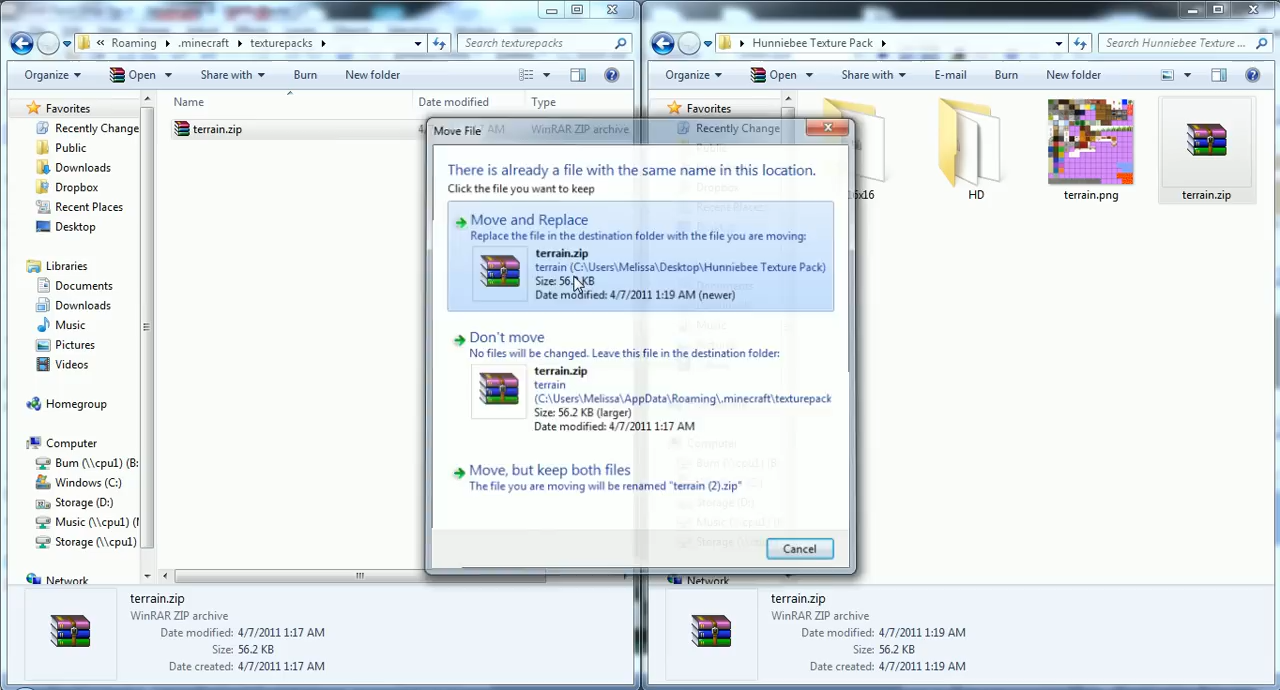 « Roaming ▸ .minecraft ▸ texturepacks ▸
Search texturepacks
Organize
Open
Share with
Burn
New folder
Name
Date modified
Type
Favorites
Recently Change
Public
Downloads
Dropbox
Recent Places
Desktop
Libraries
Documents
Downloads
Music
Pictures
Videos
Homegroup
Computer
Bum (\\cpu1) (B:
Windows (C:)
Storage (D:)
Music (\\cpu1) (
Storage (\\cpu1)
Network
terrain.zip
WinRAR ZIP archive
terrain.zip
WinRAR ZIP archive
Date modified: 4/7/2011 1:17 AM
Size: 56.2 KB
Date created: 4/7/2011 1:17 AM
Move File
There is already a file with the same name in this location.
Click the file you want to keep
Move and Replace
Replace the file in the destination folder with the file you are moving:
terrain.zip
terrain (C:\Users\Melissa\Desktop\Hunniebee Texture Pack)
Size: 56. KB
Date modified: 4/7/2011 1:19 AM (newer)
Don't move
No files will be changed. Leave this file in the destination folder:
terrain.zip
terrain
(C:\Users\Melissa\AppData\Roaming\.minecraft\texturepack
Size: 56.2 KB (larger)
Date modified: 4/7/2011 1:17 AM
Move, but keep both files
The file you are moving will be renamed "terrain (2).zip"
Cancel
Hunniebee Texture Pack ▸
Search Hunniebee Texture ...
Organize
Open
Share with
E-mail
Burn
New folder
Favorites
Recently Change
Network
HD
terrain.png
terrain.zip
terrain.zip
WinRAR ZIP archive
Date modified: 4/7/2011 1:19 AM
Size: 56.2 KB
Date created: 4/7/2011 1:19 AM